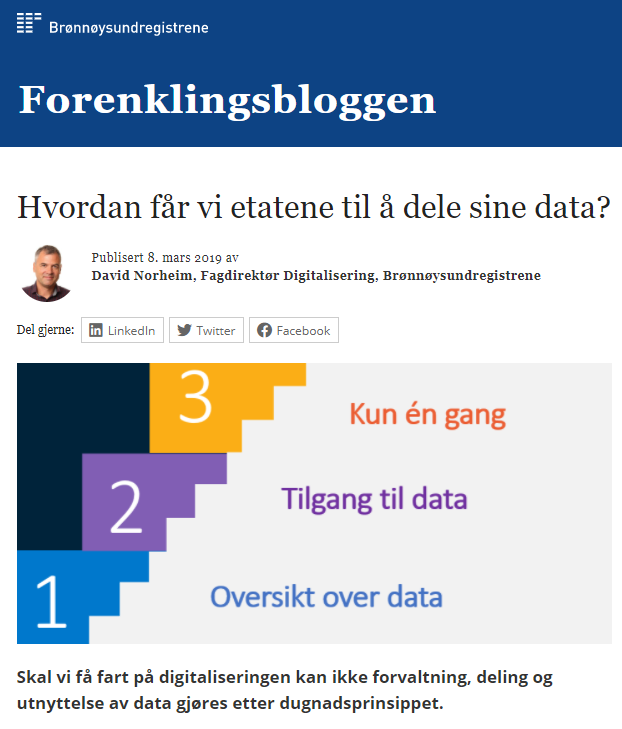 Brønnøysundregistrene
Forenklingsbloggen
Hvordan får vi etatene til å dele sine data?
Publisert 8. mars 2019 av
David Norheim, Fagdirektør Digitalisering, Brønnøysundregistrene
Del gjerne: LinkedIn Twitter Facebook
3 Kun én gang
2 Tilgang til data
1 Oversikt over data
Skal vi få fart på digitaliseringen kan ikke forvaltning, deling og
utnyttelse av data gjøres etter dugnadsprinsippet.